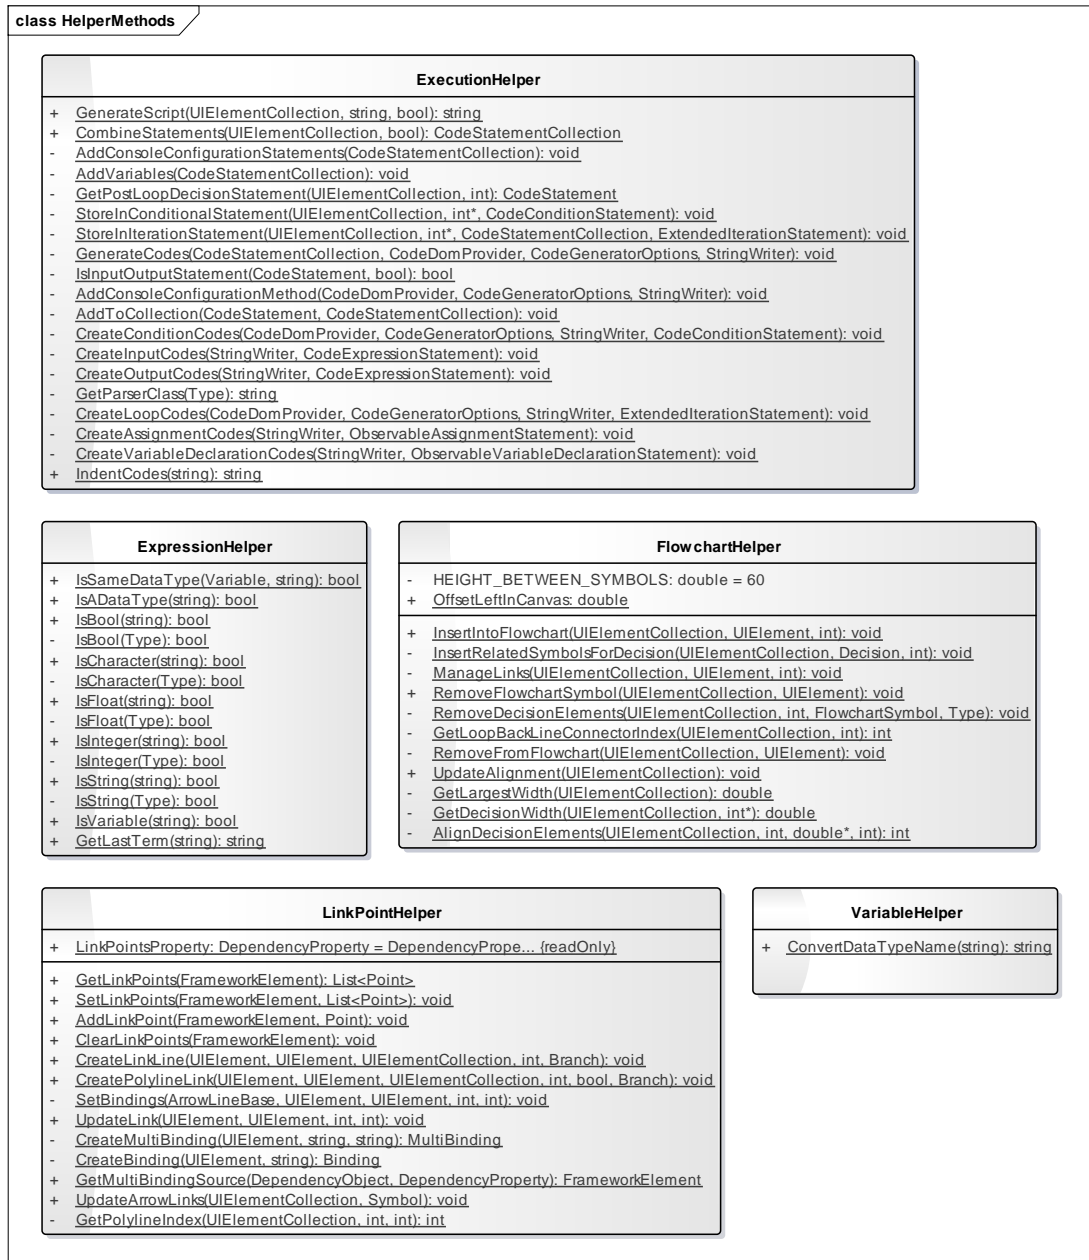 class HelperMethods
ExecutionHelper
+ GenerateScript(UIElementCollection, string, bool): string
+ CombineStatements(UIElementCollection, bool): CodeStatementCollection
- AddConsoleConfigurationStatements(CodeStatementCollection): void
- AddVariables(CodeStatementCollection): void
- GetPostLoopDecisionStatement(UIElementCollection, int): CodeStatement
- StoreInConditionalStatement(UIElementCollection, int*, CodeConditionStatement): void
- StoreInIterationStatement(UIElementCollection, int*, CodeStatementCollection, ExtendedIterationStatement): void
- GenerateCodes(CodeStatementCollection, CodeDomProvider, CodeGeneratorOptions, StringWriter): void
- IsInputOutputStatement(CodeStatement, bool): bool
- AddConsoleConfigurationMethod(CodeDomProvider, CodeGeneratorOptions, StringWriter): void
- AddToCollection(CodeStatement, CodeStatementCollection): void
- CreateConditionCodes(CodeDomProvider, CodeGeneratorOptions, StringWriter, CodeConditionStatement): void
- CreateInputCodes(StringWriter, CodeExpressionStatement): void
- CreateOutputCodes(StringWriter, CodeExpressionStatement): void
- GetParserClass(Type): string
- CreateLoopCodes(CodeDomProvider, CodeGeneratorOptions, StringWriter, ExtendedIterationStatement): void
- CreateAssignmentCodes(StringWriter, ObservableAssignmentStatement): void
- CreateVariableDeclarationCodes(StringWriter, ObservableVariableDeclarationStatement): void
+ IndentCodes(string): string
ExpressionHelper
+ IsSameDataType(Variable, string): bool
+ IsADataType(string): bool
+ IsBool(string): bool
- IsBool(Type): bool
+ IsCharacter(string): bool
- IsCharacter(Type): bool
+ IsFloat(string): bool
- IsFloat(Type): bool
+ IsInteger(string): bool
- IsInteger(Type): bool
+ IsString(string): bool
- IsString(Type): bool
+ IsVariable(string): bool
+ GetLastTerm(string): string
FlowchartHelper
- HEIGHT_BETWEEN_SYMBOLS: double = 60
+ OffsetLeftInCanvas: double
+ InsertIntoFlowchart(UIElementCollection, UIElement, int): void
- InsertRelatedSymbolsForDecision(UIElementCollection, Decision, int): void
- ManageLinks(UIElementCollection, UIElement, int): void
+ RemoveFlowchartSymbol(UIElementCollection, UIElement): void
- RemoveDecisionElements(UIElementCollection, int, FlowchartSymbol, Type): void
- GetLoopBackLineConnectorIndex(UIElementCollection, int): int
- RemoveFromFlowchart(UIElementCollection, UIElement): void
+ UpdateAlignment(UIElementCollection): void
- GetLargestWidth(UIElementCollection): double
- GetDecisionWidth(UIElementCollection, int*): double
- AlignDecisionElements(UIElementCollection, int, double*, int): int
LinkPointHelper
+ LinkPointsProperty: DependencyProperty = DependencyPrope... {readOnly}
+ GetLinkPoints(FrameworkElement): List<Point>
+ SetLinkPoints(FrameworkElement, List<Point>): void
+ AddLinkPoint(FrameworkElement, Point): void
+ ClearLinkPoints(FrameworkElement): void
+ CreateLinkLine(UIElement, UIElement, UIElementCollection, int, Branch): void
+ CreatePolylineLink(UIElement, UIElement, UIElementCollection, int, bool, Branch): void
- SetBindings(ArrowLineBase, UIElement, UIElement, int, int): void
+ UpdateLink(UIElement, UIElement, int, int): void
- CreateMultiBinding(UIElement, string, string): MultiBinding
- CreateBinding(UIElement, string): Binding
+ GetMultiBindingSource(DependencyObject, DependencyProperty): FrameworkElement
+ UpdateArrowLinks(UIElementCollection, Symbol): void
- GetPolylineIndex(UIElementCollection, int, int): int
VariableHelper
+ ConvertDataTypeName(string): string